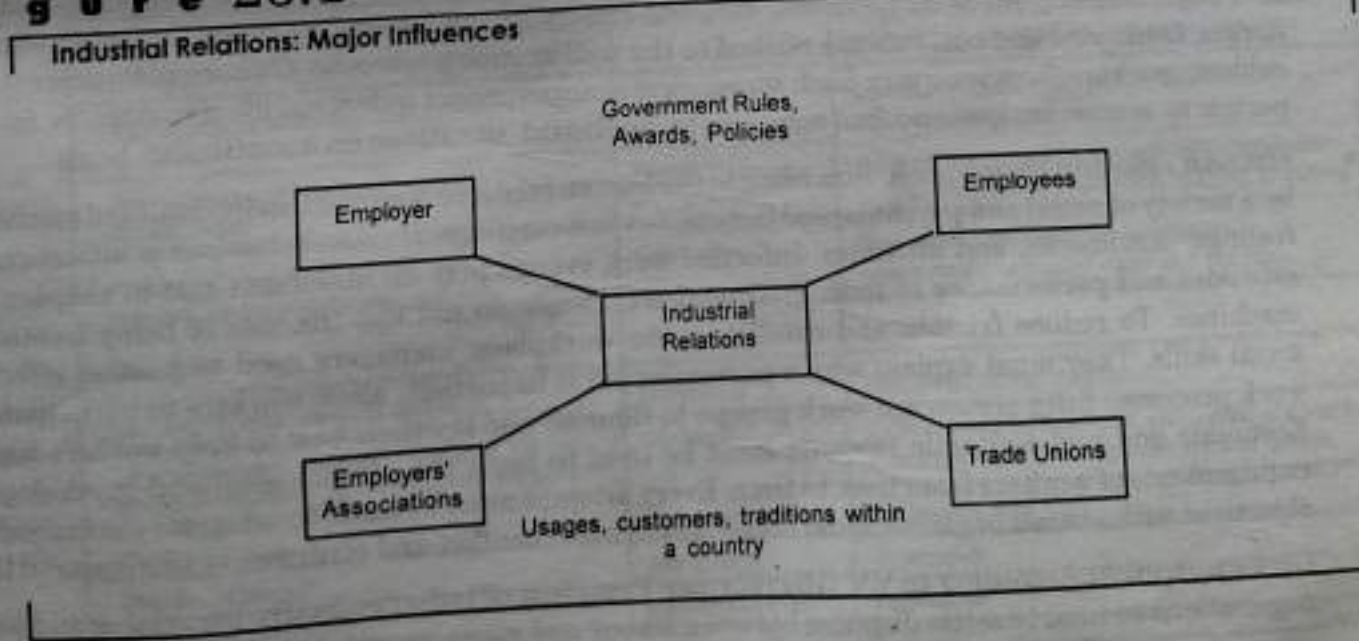 Industrial Relations: Major Influences
Government Rules,
Awards, Policies
Employer
Employees
Industrial
Relations
Employers'
Associations
Trade Unions
Usages, customers, traditions within
a country